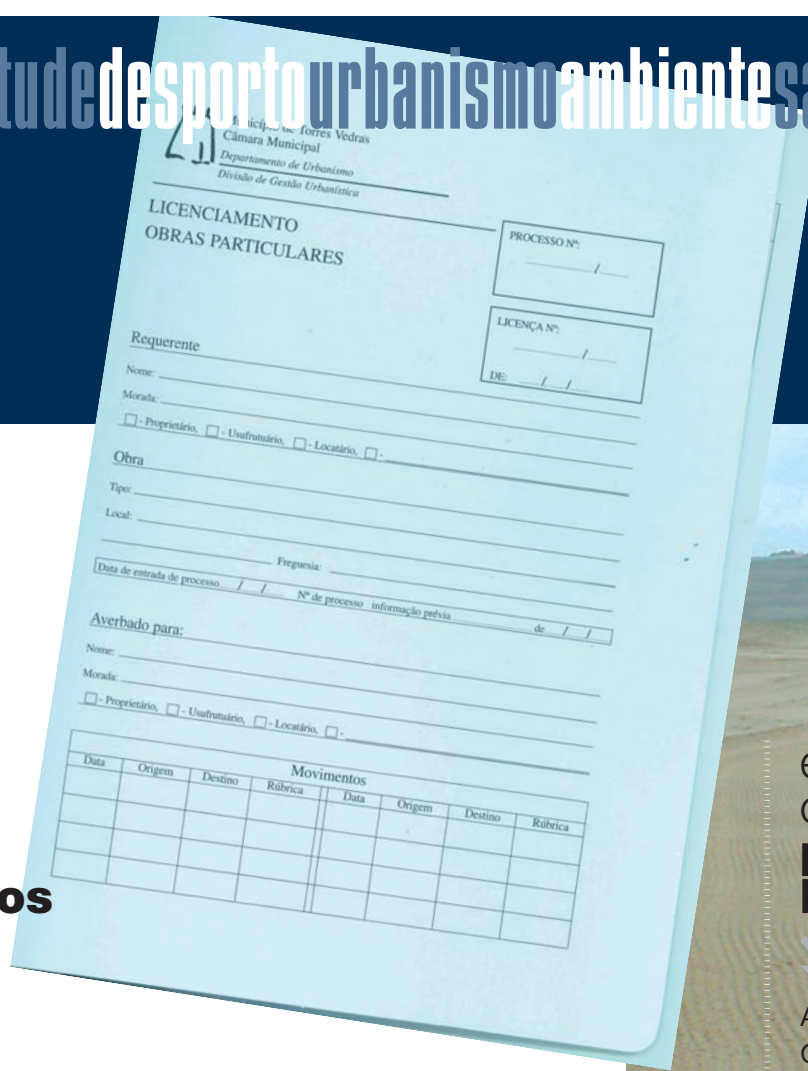 tudedesportourbanismoambientesa
Município de Torres Vedras
Câmara Municipal
Departamento de Urbanismo
Divisão de Gestão Urbanística
LICENCIAMENTO
OBRAS PARTICULARES
PROCESSO Nº:
/
LICENÇA Nº:
/
DE: / /
Requerente
Nome:
Morada:
- Proprietário, - Usufrutuário, - Locatário, -
Obra
Tipo:
Local:
Freguesia:
Data de entrada de processo / / Nº de processo informação prévia de / /
Averbado para:
Nome:
Morada:
- Proprietário, - Usufrutuário, - Locatário, -
Movimentos
Data Origem Destino Rúbrica Data Origem Destino Rúbrica
os